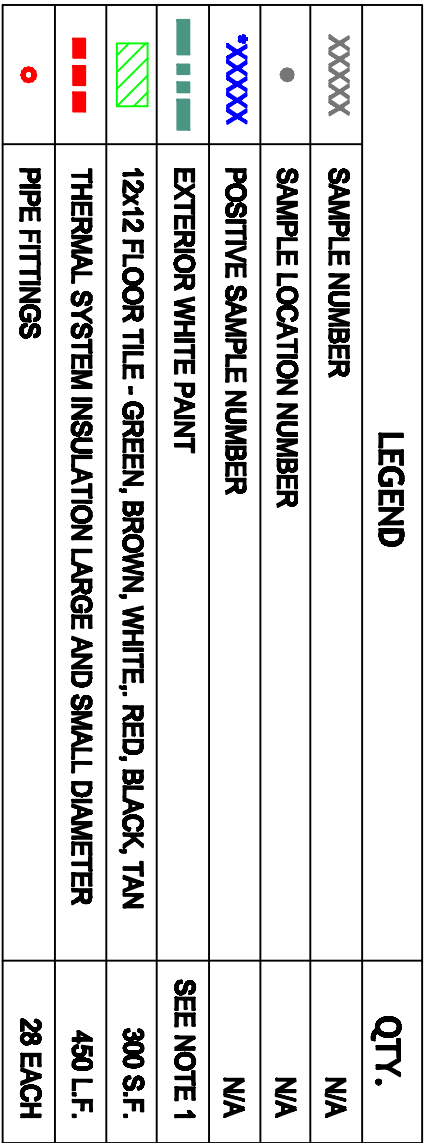 LEGEND QTY.
XXXXX SAMPLE NUMBER N/A
SAMPLE LOCATION NUMBER N/A
*XXXXX POSITIVE SAMPLE NUMBER N/A
EXTERIOR WHITE PAINT SEE NOTE 1
12x12 FLOOR TILE - GREEN, BROWN, WHITE,. RED, BLACK, TAN 300 S.F.
THERMAL SYSTEM INSULATION LARGE AND SMALL DIAMETER 450 L.F.
PIPE FITTINGS 28 EACH